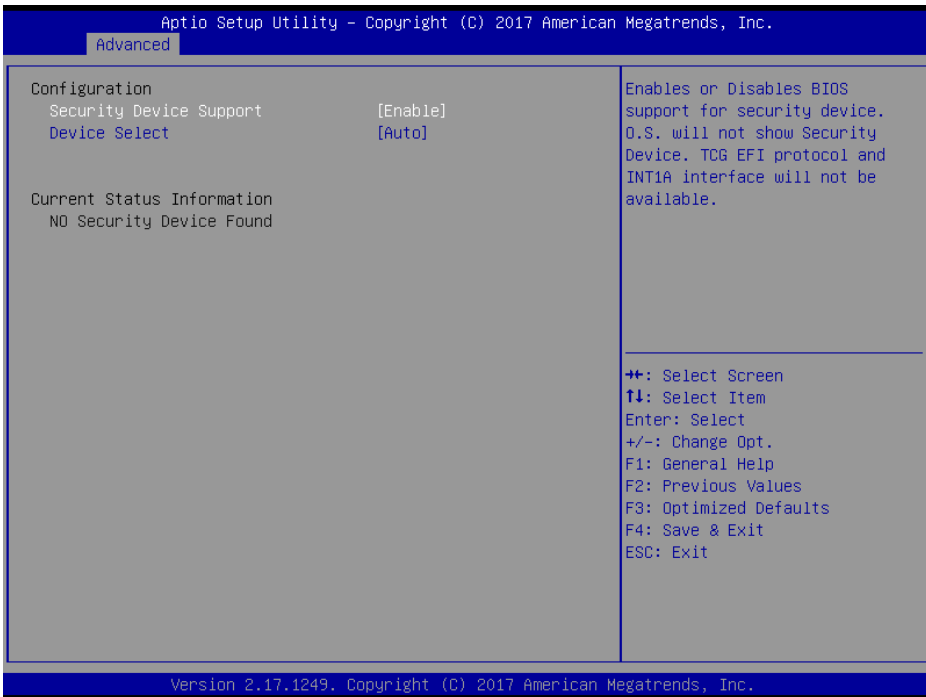 Aptio Setup Utility – Copyright (C) 2017 American Megatrends, Inc.
Advanced
Configuration
Security Device Support [Enable]
Device Select [Auto]
Current Status Information
NO Security Device Found
Enables or Disables BIOS
support for security device.
O.S. will not show Security
Device. TCG EFI protocol and
INT1A interface will not be
available.
→←: Select Screen
↑↓: Select Item
Enter: Select
+/-: Change Opt.
F1: General Help
F2: Previous Values
F3: Optimized Defaults
F4: Save & Exit
ESC: Exit
Version 2.17.1249. Copyright (C) 2017 American Megatrends, Inc.